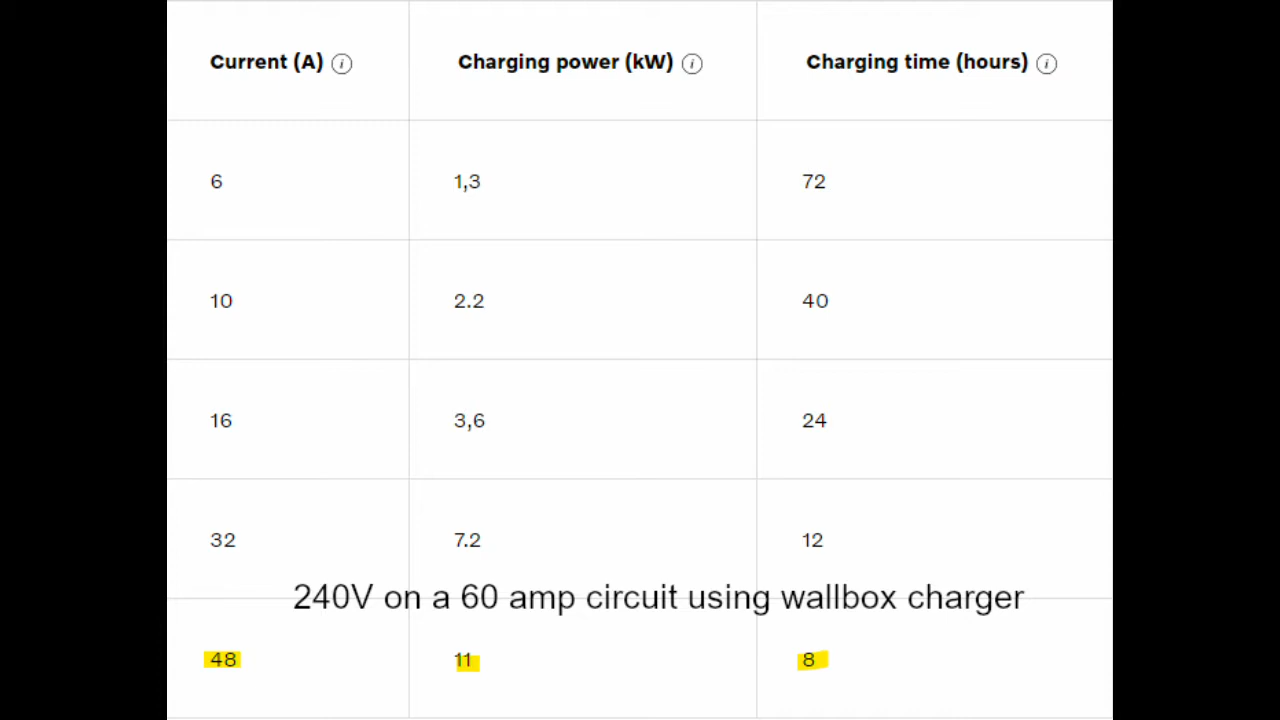 Current (A) i Charging power (kW) i Charging time (hours) i
6 1,3 72
10 2.2 40
16 3,6 24
32 7.2 12
240V on a 60 amp circuit using wallbox charger
48 11 8